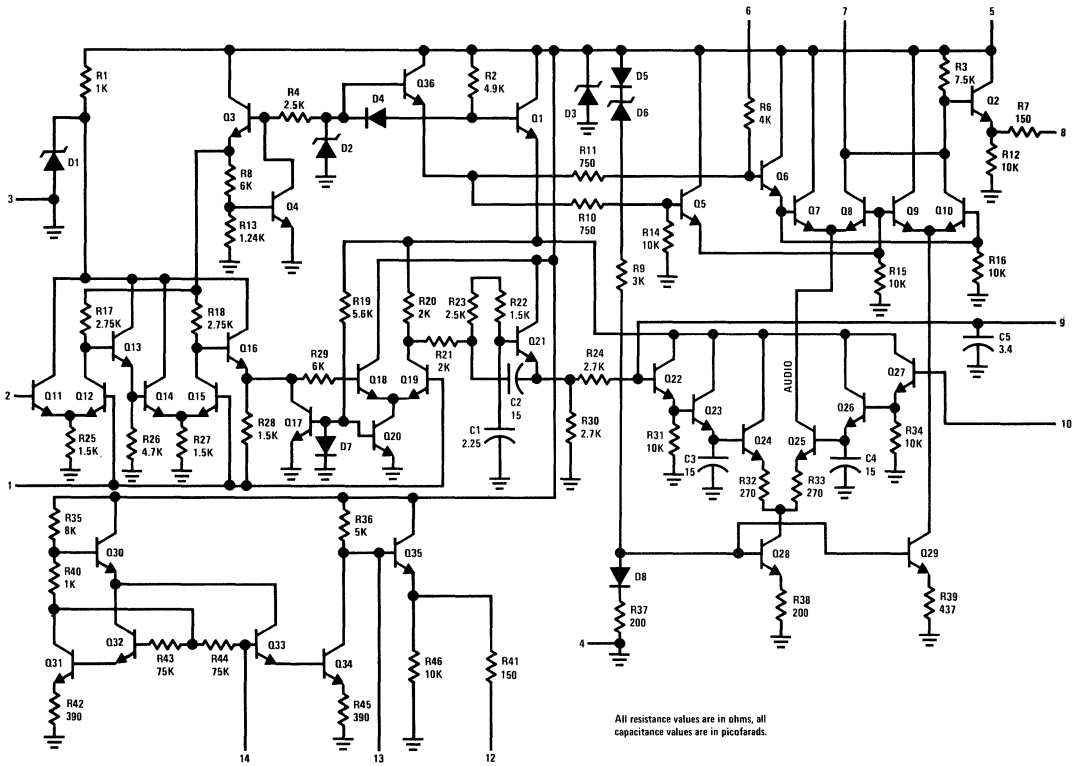 6 7 5
R1
1K
Q3
R4
2.5K
D4
Q36
R2
4.9K
Q1
D3
D5
D6
R6
4K
R3
7.5K
Q2
R7
150
8
D1
D2
R12
10K
3
R8
6K
R13
1.24K
Q4
R11
750
R10
750
Q5
R14
10K
Q6
Q7
Q8
Q9
Q10
R15
10K
R16
10K
R17
2.75K
R18
2.75K
Q13
Q16
R19
5.6K
R20
2K
R23
2.5K
R22
1.5K
R21
2K
Q21
R9
3K
R24
2.7K
9
C5
3.4
2
Q11
Q12
Q14
Q15
R29
6K
Q18
Q19
C2
15
Q22
Q23
AUDIO
Q27
Q26
10
R25
1.5K
R26
4.7K
R27
1.5K
R28
1.5K
Q17
D7
Q20
C1
2.25
R30
2.7K
R31
10K
C3
15
Q24
Q25
C4
15
R34
10K
R32
270
R33
270
1
R35
8K
Q30
R36
5K
Q35
R40
1K
Q28
Q29
D8
R37
200
R38
200
R39
437
4
Q31
Q32
R43
75K
R44
75K
Q33
Q34
R46
10K
R41
150
R42
390
R45
390
14 13 12
All resistance values are in ohms, all
capacitance values are in picofarads.